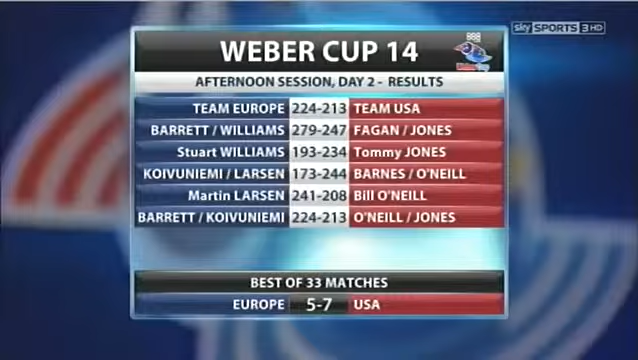 sky SPORTS 3 HD
WEBER CUP 14
AFTERNOON SESSION, DAY 2 - RESULTS
TEAM EUROPE 224-213 TEAM USA
BARRETT / WILLIAMS 279-247 FAGAN / JONES
Stuart WILLIAMS 193-234 Tommy JONES
KOIVUNIEMI / LARSEN 173-244 BARNES / O'NEILL
Martin LARSEN 241-208 Bill O'NEILL
BARRETT / KOIVUNIEMI 224-213 O'NEILL / JONES
BEST OF 33 MATCHES
EUROPE 5-7 USA